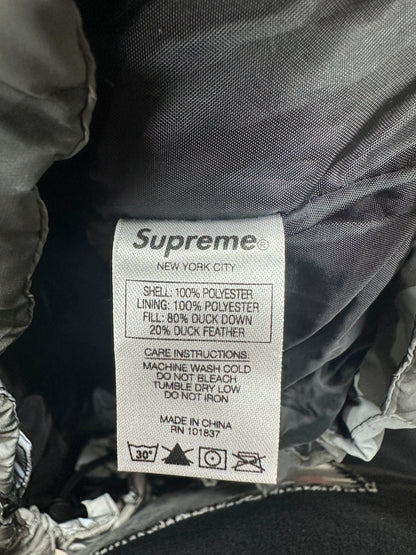 Supreme®
NEW YORK CITY
SHELL: 100% POLYESTER
LINING: 100% POLYESTER
FILL: 80% DUCK DOWN
20% DUCK FEATHER
CARE INSTRUCTIONS:
MACHINE WASH COLD
DO NOT BLEACH
TUMBLE DRY LOW
DO NOT IRON
MADE IN CHINA
RN 101837
30°